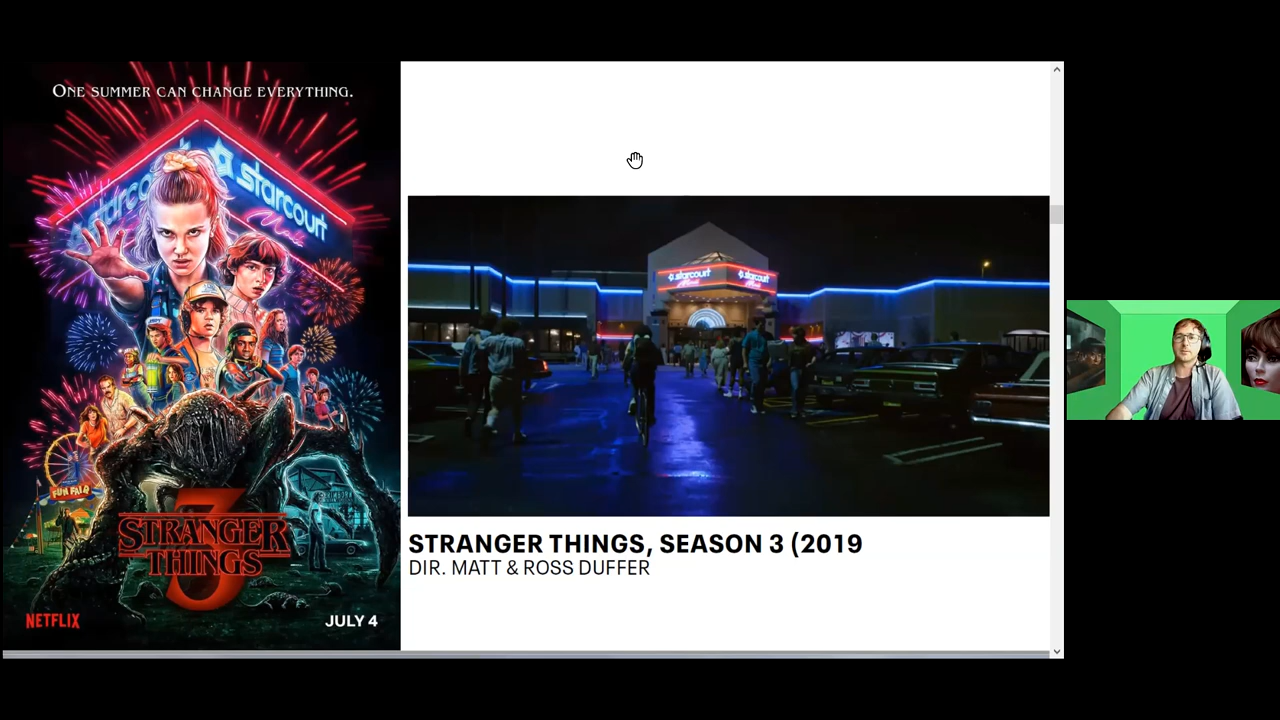 ONE SUMMER CAN CHANGE EVERYTHING.
starcourt
starcourt
Mall
FUN FAIR
3
STRANGER
THINGS
NETFLIX
JULY 4
starcourt
starcourt
STRANGER THINGS, SEASON 3 (2019
DIR. MATT & ROSS DUFFER